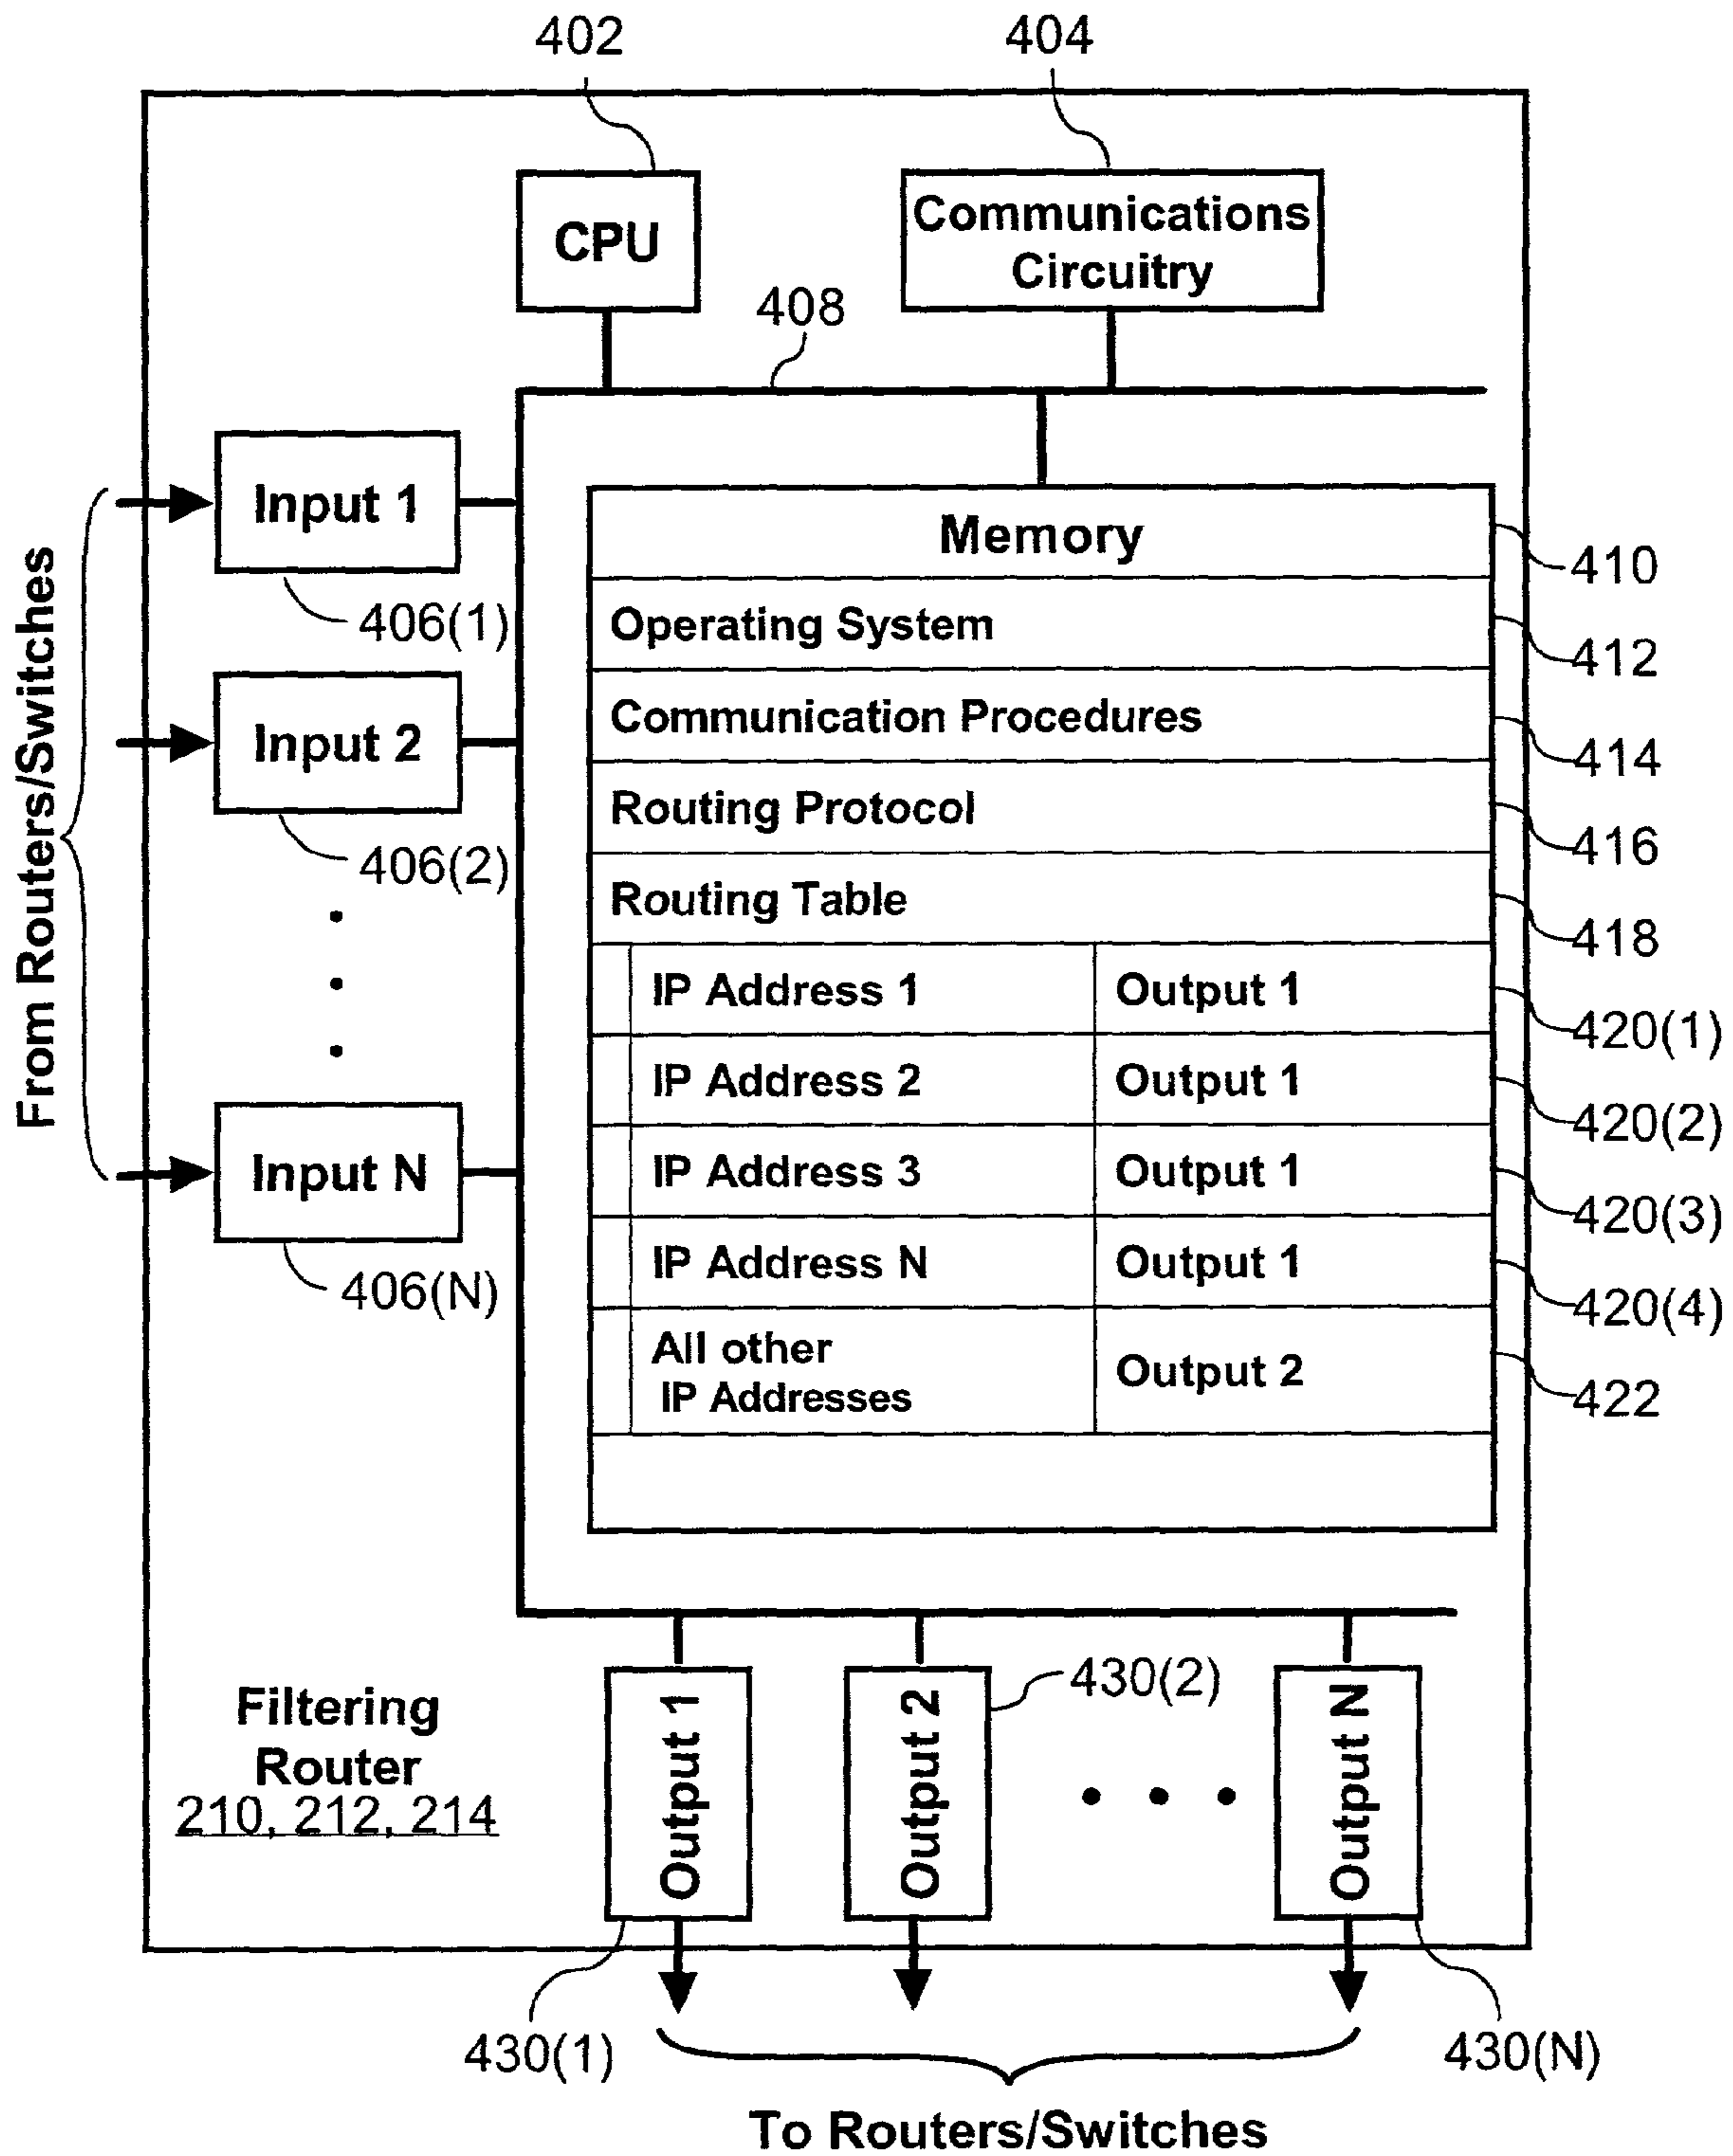 402
404
CPU
Communications
Circuitry
408
From Routers/Switches
Input 1
406(1)
Input 2
406(2)
Input N
406(N)
Memory
410
Operating System
412
Communication Procedures
414
Routing Protocol
416
Routing Table
418
IP Address 1 Output 1
420(1)
IP Address 2 Output 1
420(2)
IP Address 3 Output 1
420(3)
IP Address N Output 1
420(4)
All other
IP Addresses
Output 2
422
Filtering
Router
210, 212, 214
Output 1
Output 2
430(2)
Output N
430(1)
430(N)
To Routers/Switches